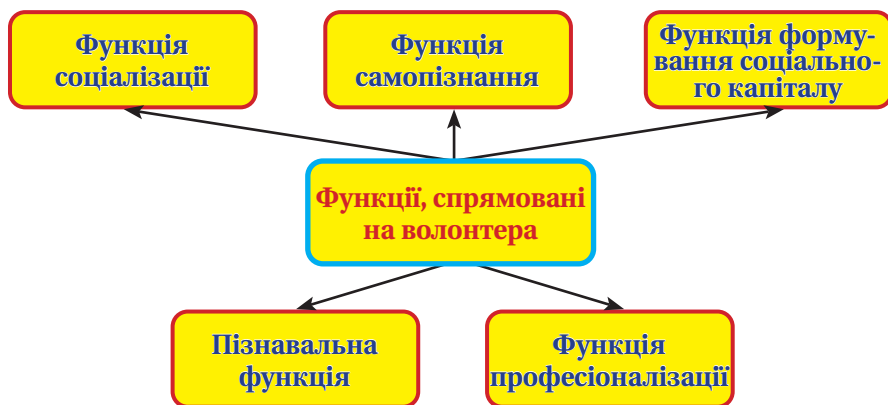 Функція
соціалізації
Функція
самопізнання
Функція форму-
вання соціально-
го капіталу
Функції, спрямовані
на волонтера
Пізнавальна
функція
Функція
професіоналізації